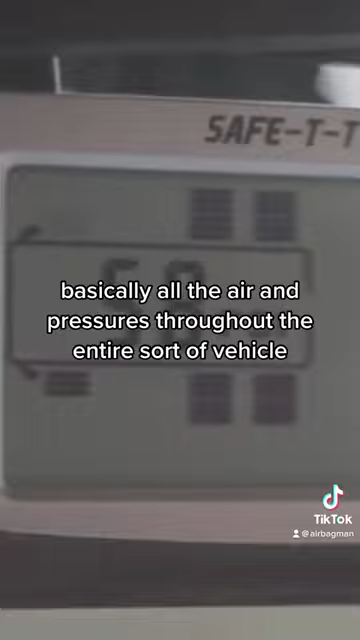 SAFE-T-T
basically all the air and
pressures throughout the
entire sort of vehicle
TikTok
@airbagman